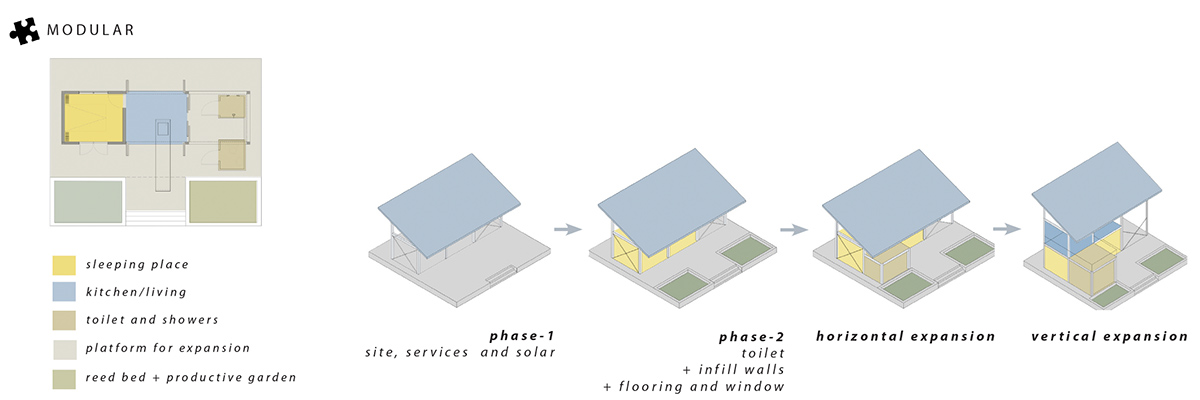 MODULAR
sleeping place
kitchen/living
toilet and showers
platform for expansion
reed bed + productive garden
phase-1
site, services and solar
phase-2
toilet
+ infill walls
+ flooring and window
horizontal expansion
vertical expansion